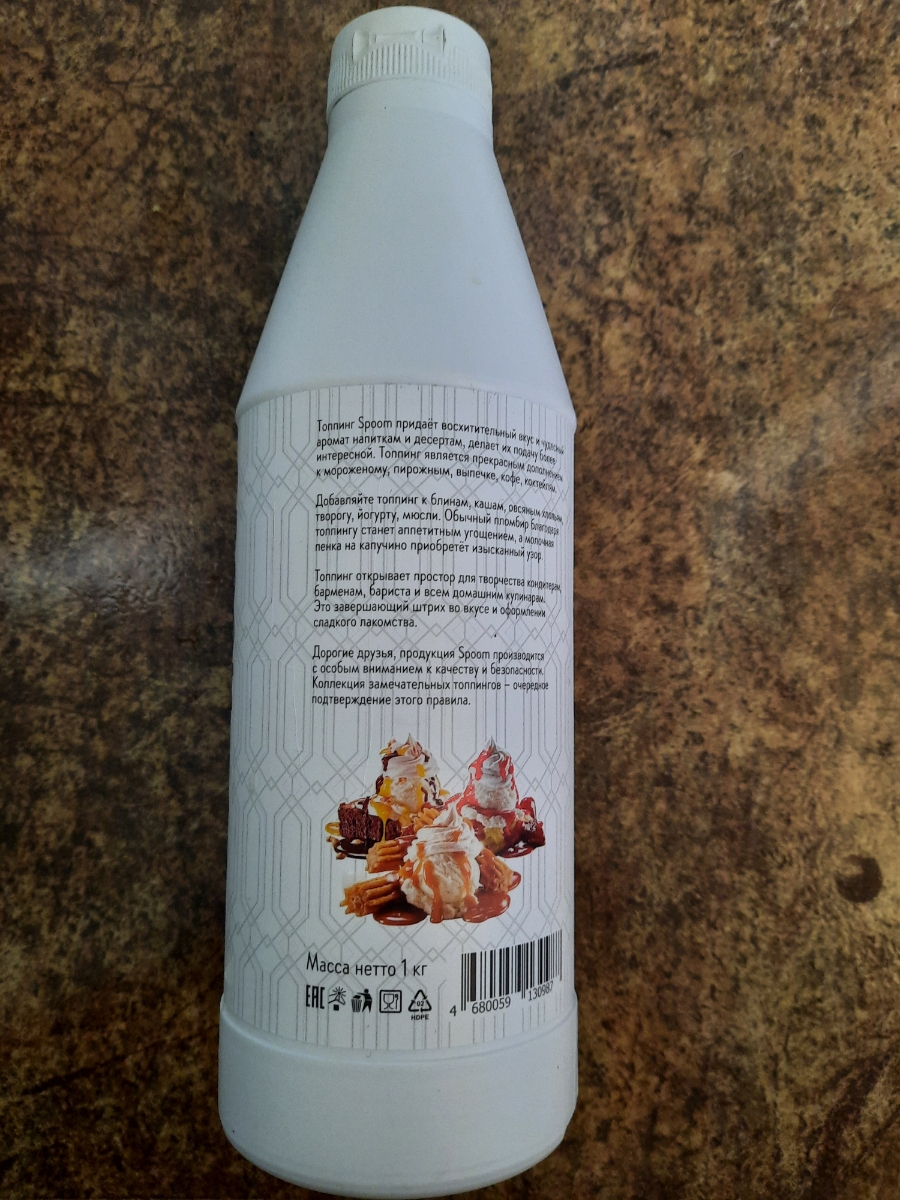 Топпинг Spoom придаёт восхитительный вкус и чудесный
аромат напиткам и десертам, делает их подачу более
интересной. Топпинг является прекрасным дополнением
к мороженому, пирожным, выпечке, кофе, коктейлям.
Добавляйте топпинг к блинам, кашам, овсяным хлопьям,
творогу, йогурту, мюсли. Обычный пломбир благодаря
топпингу станет аппетитным угощением, а молочная
пенка на капучино приобретёт изысканный узор.
Топпинг открывает простор для творчества кондитерам,
барменам, бариста и всем домашним кулинарам.
Это завершающий штрих во вкусе и оформлении
сладкого лакомства.
Дорогие друзья, продукция Spoom производится
с особым вниманием к качеству и безопасности.
Коллекция замечательных топпингов – очередное
подтверждение этого правила.
Масса нетто 1 кг
EAC
02
HDPE
4 680059 130987